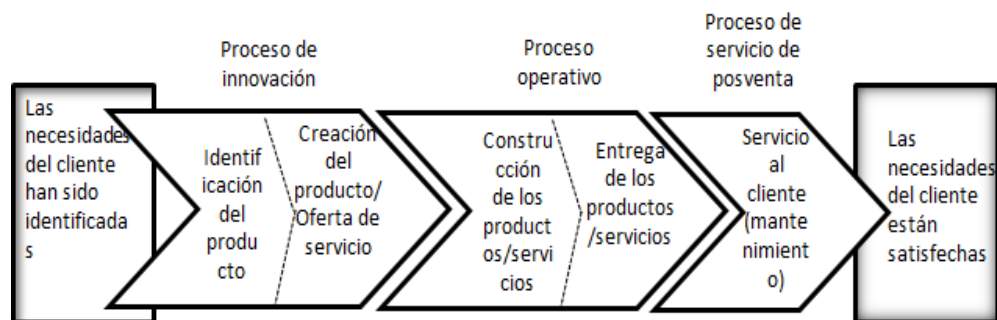 Proceso de
innovación
Proceso
operativo
Proceso de
servicio de
posventa
Las
necesidades
del cliente
han sido
identificada
s
Identif
icación
del
produ
cto
Creación
del
producto/
Oferta de
servicio
Constru
cción
de los
product
os/servi
cios
Entrega
de los
productos
/servicios
Servicio
al
cliente
(mante
nimient
o)
Las
necesidades
del cliente
están
satisfechas